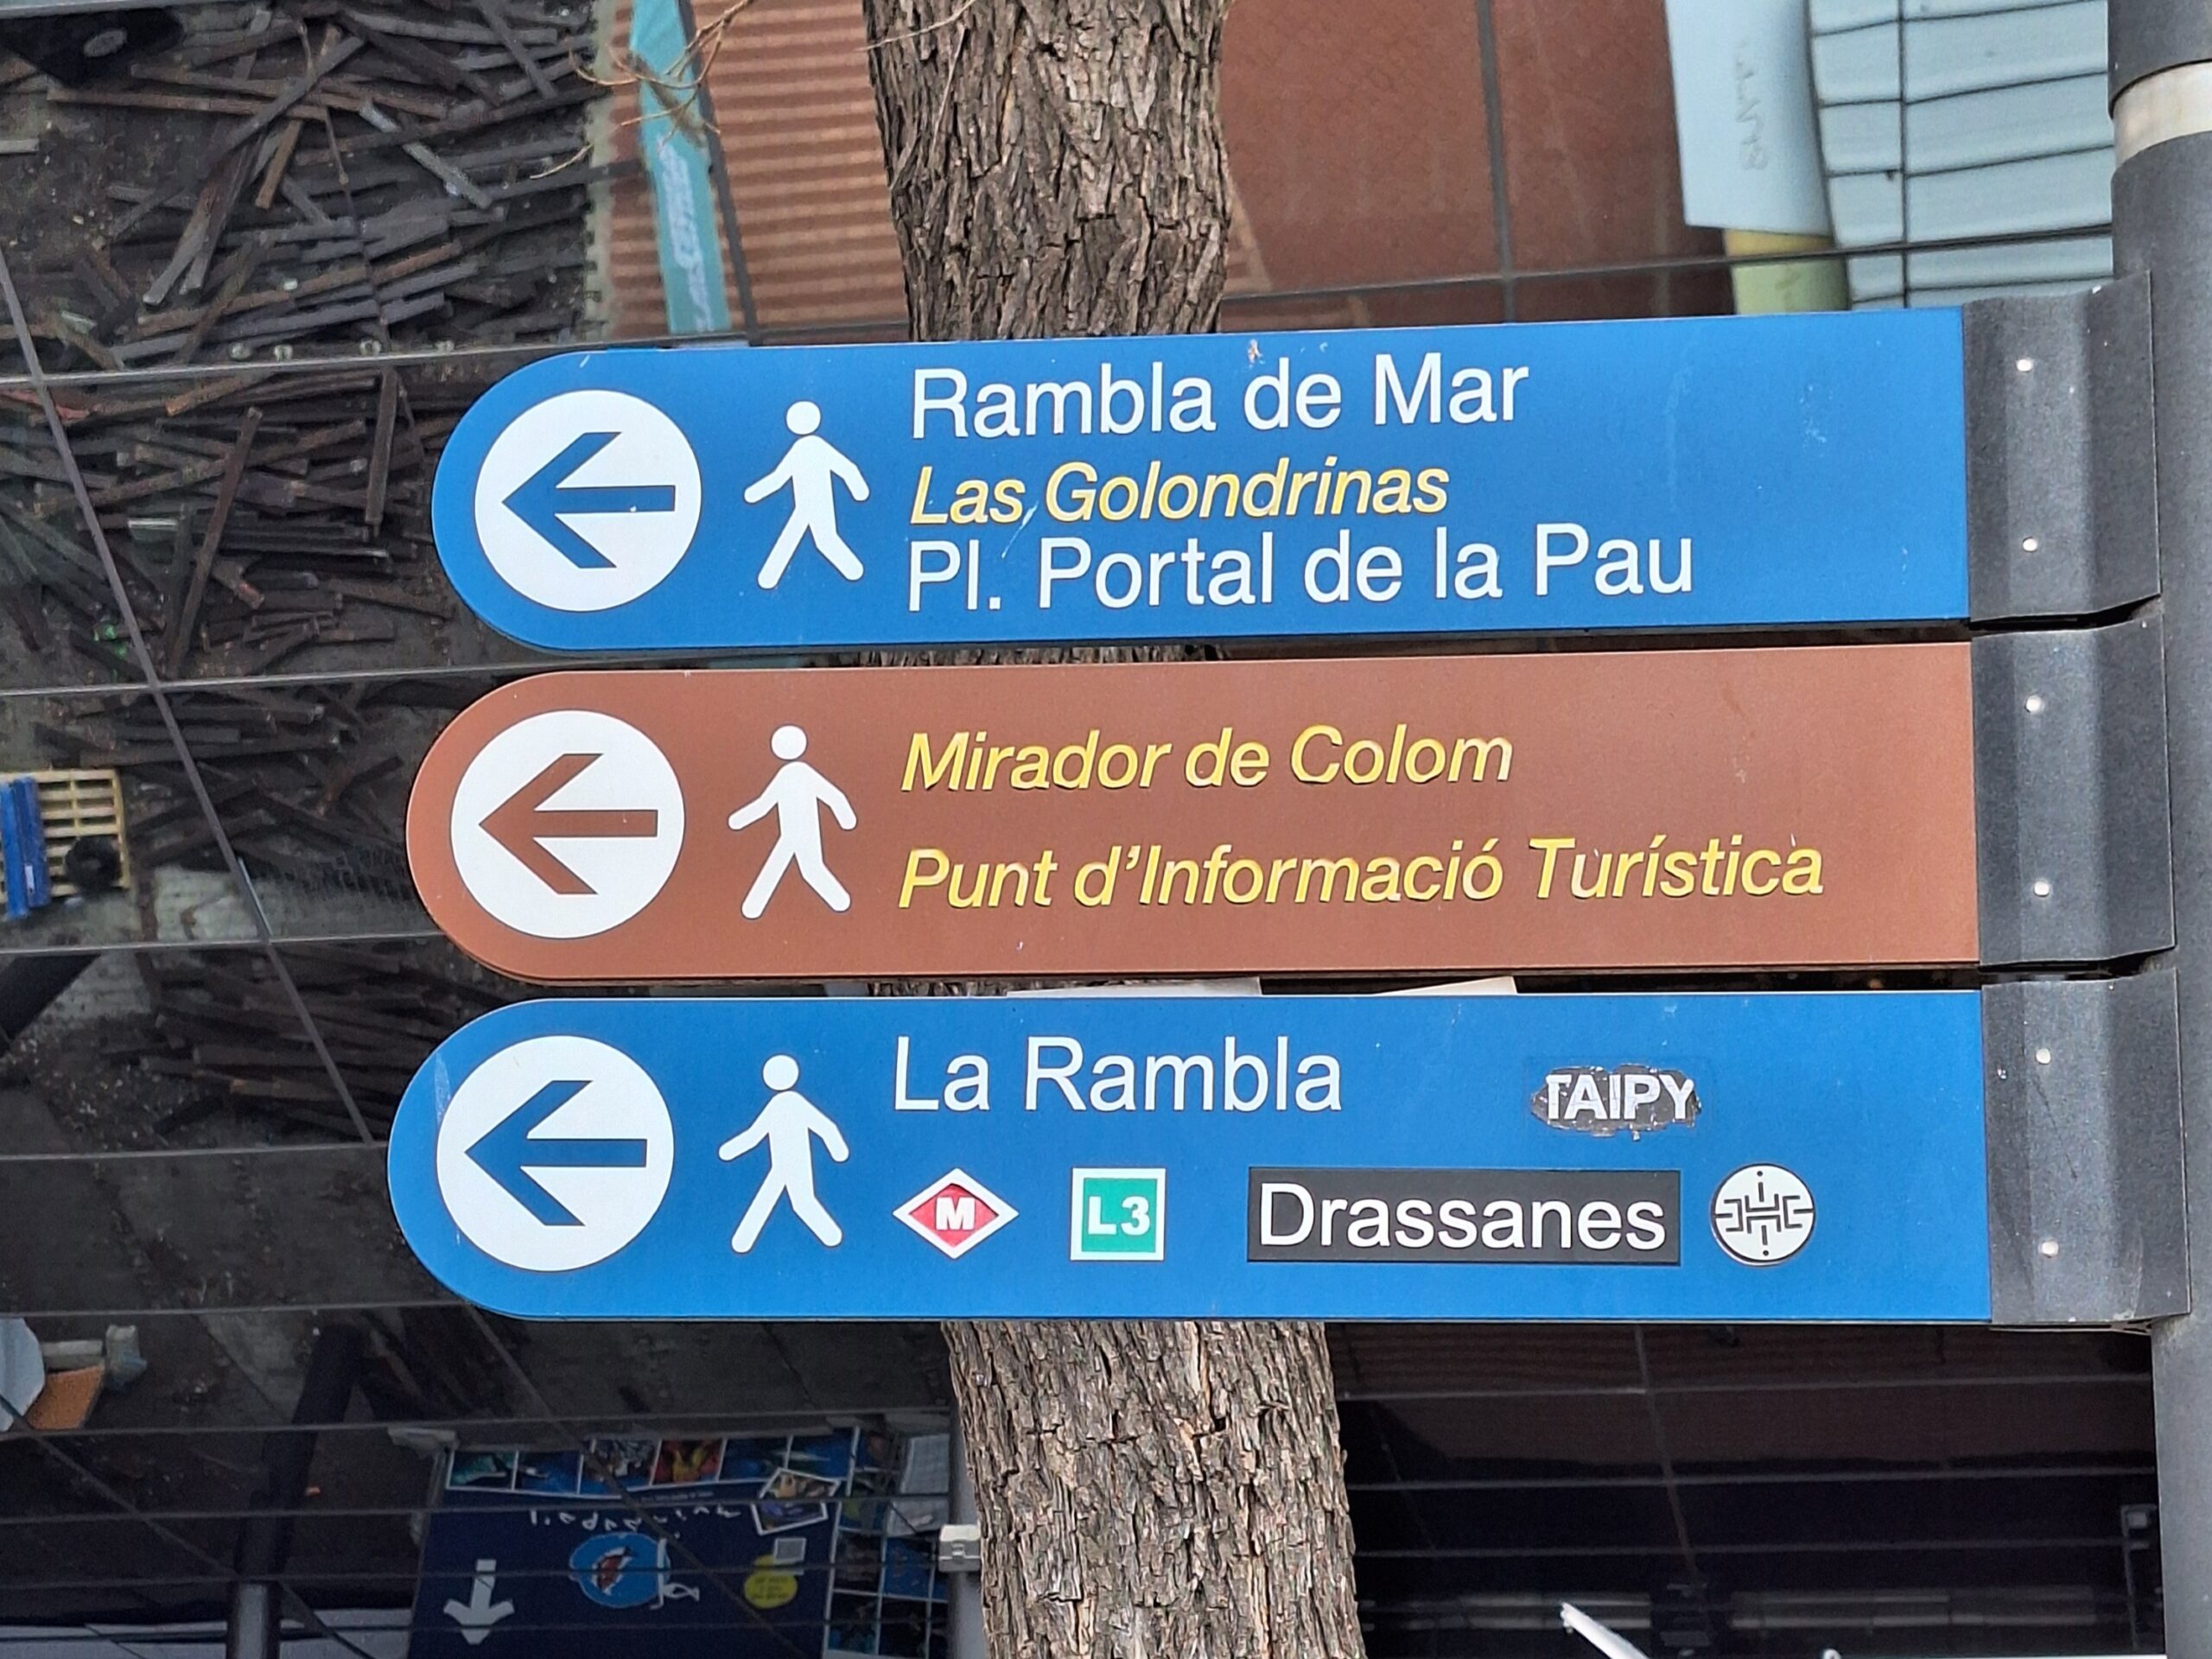 Rambla de Mar
Las Golondrinas
Pl. Portal de la Pau
Mirador de Colom
Punt d'Informació Turística
La Rambla
TAIPY
M L3 Drassanes